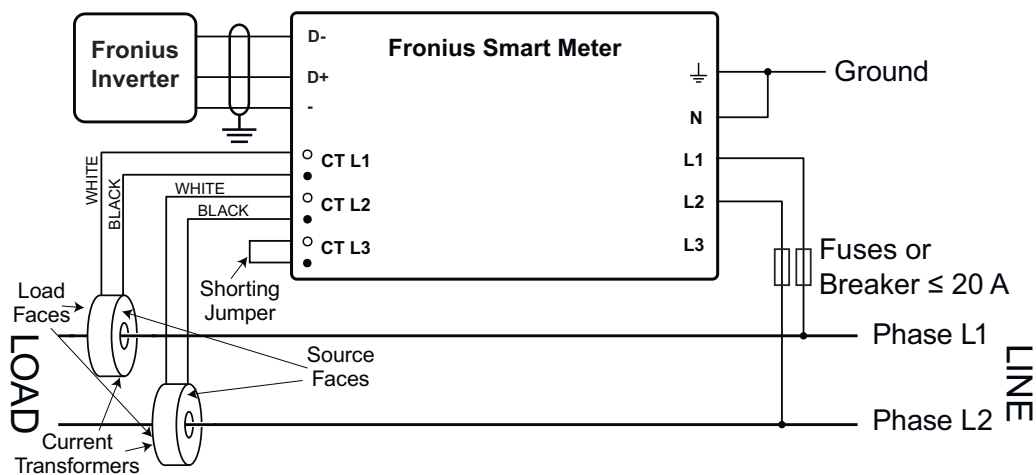 Fronius
Inverter
Fronius Smart Meter
D-
D+
-
Ground
N
WHITE
BLACK
CT L1
L1
WHITE
CT L2
L2
BLACK
CT L3
L3
Shorting
Jumper
Fuses or
Breaker ≤ 20 A
Load
Faces
LOAD
Source
Faces
Phase L1
LINE
Phase L2
Current
Transformers